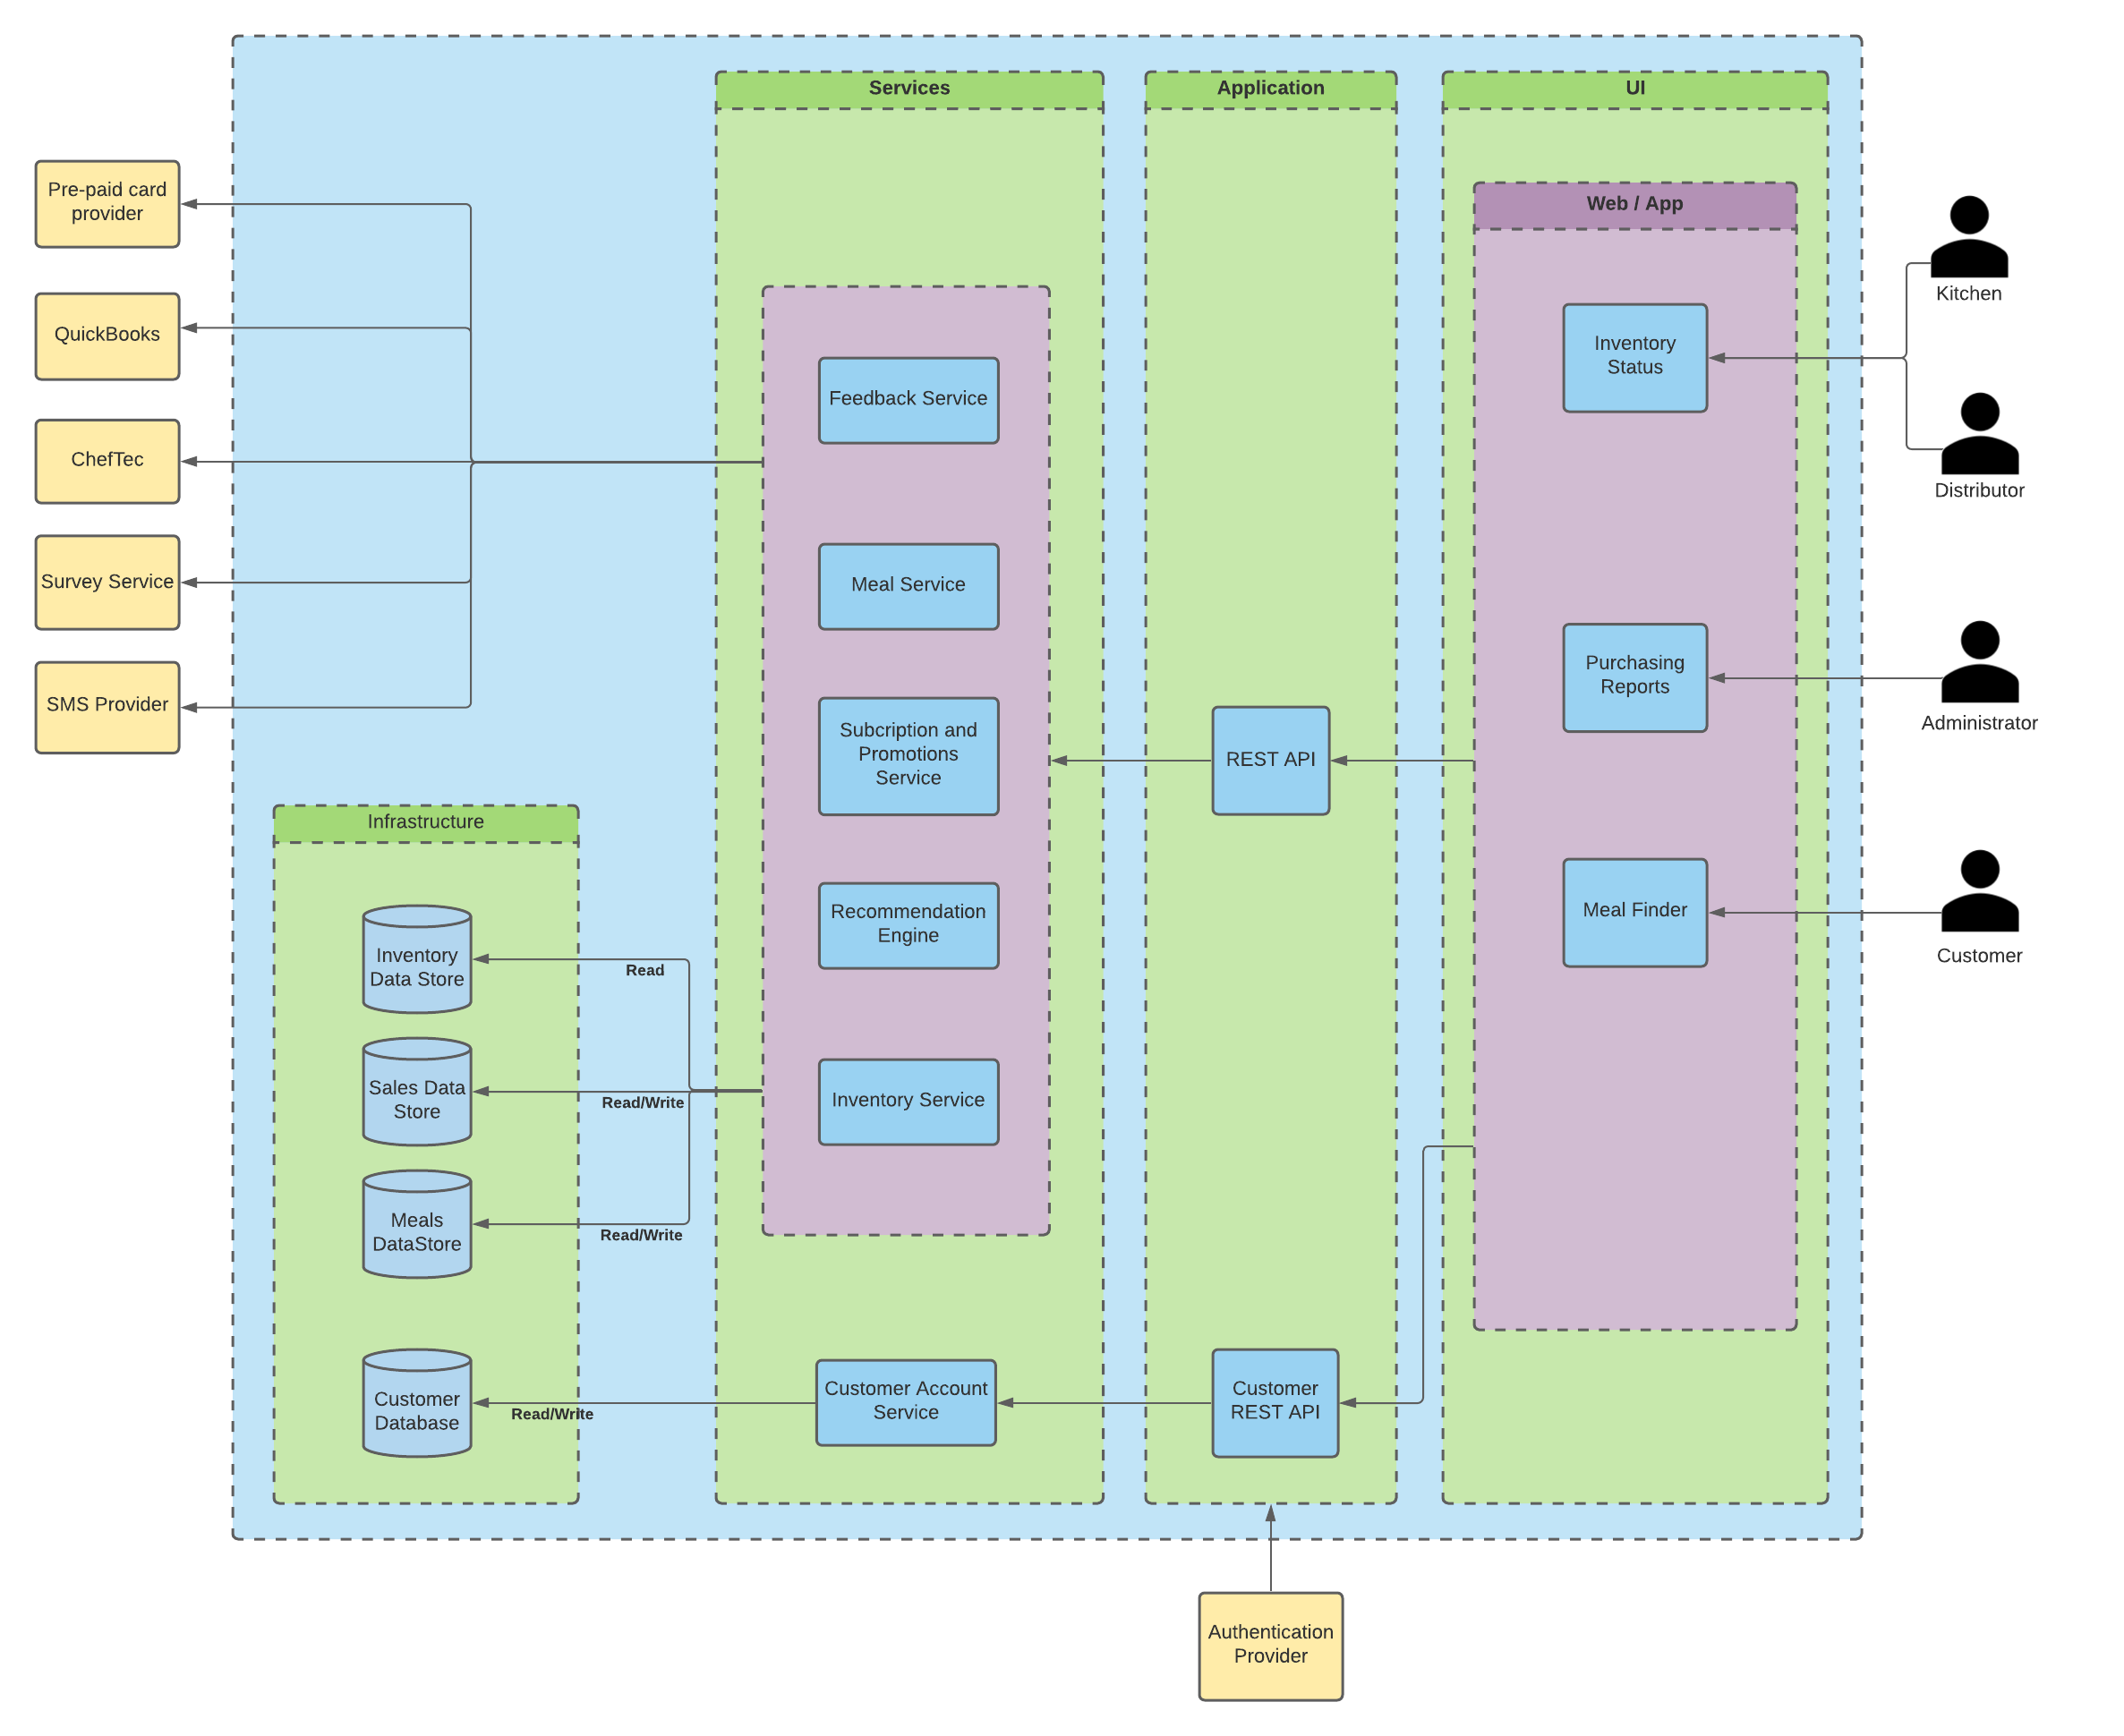 Services
Application
UI
Web / App
Pre-paid card
provider
QuickBooks
ChefTec
Survey Service
SMS Provider
Feedback Service
Meal Service
Subcription and
Promotions
Service
Recommendation
Engine
Inventory Service
Customer Account
Service
REST API
Customer
REST API
Inventory
Status
Purchasing
Reports
Meal Finder
Kitchen
Distributor
Administrator
Customer
Infrastructure
Inventory
Data Store
Sales Data
Store
Meals
DataStore
Customer
Database
Read
Read/Write
Read/Write
Read/Write
Authentication
Provider